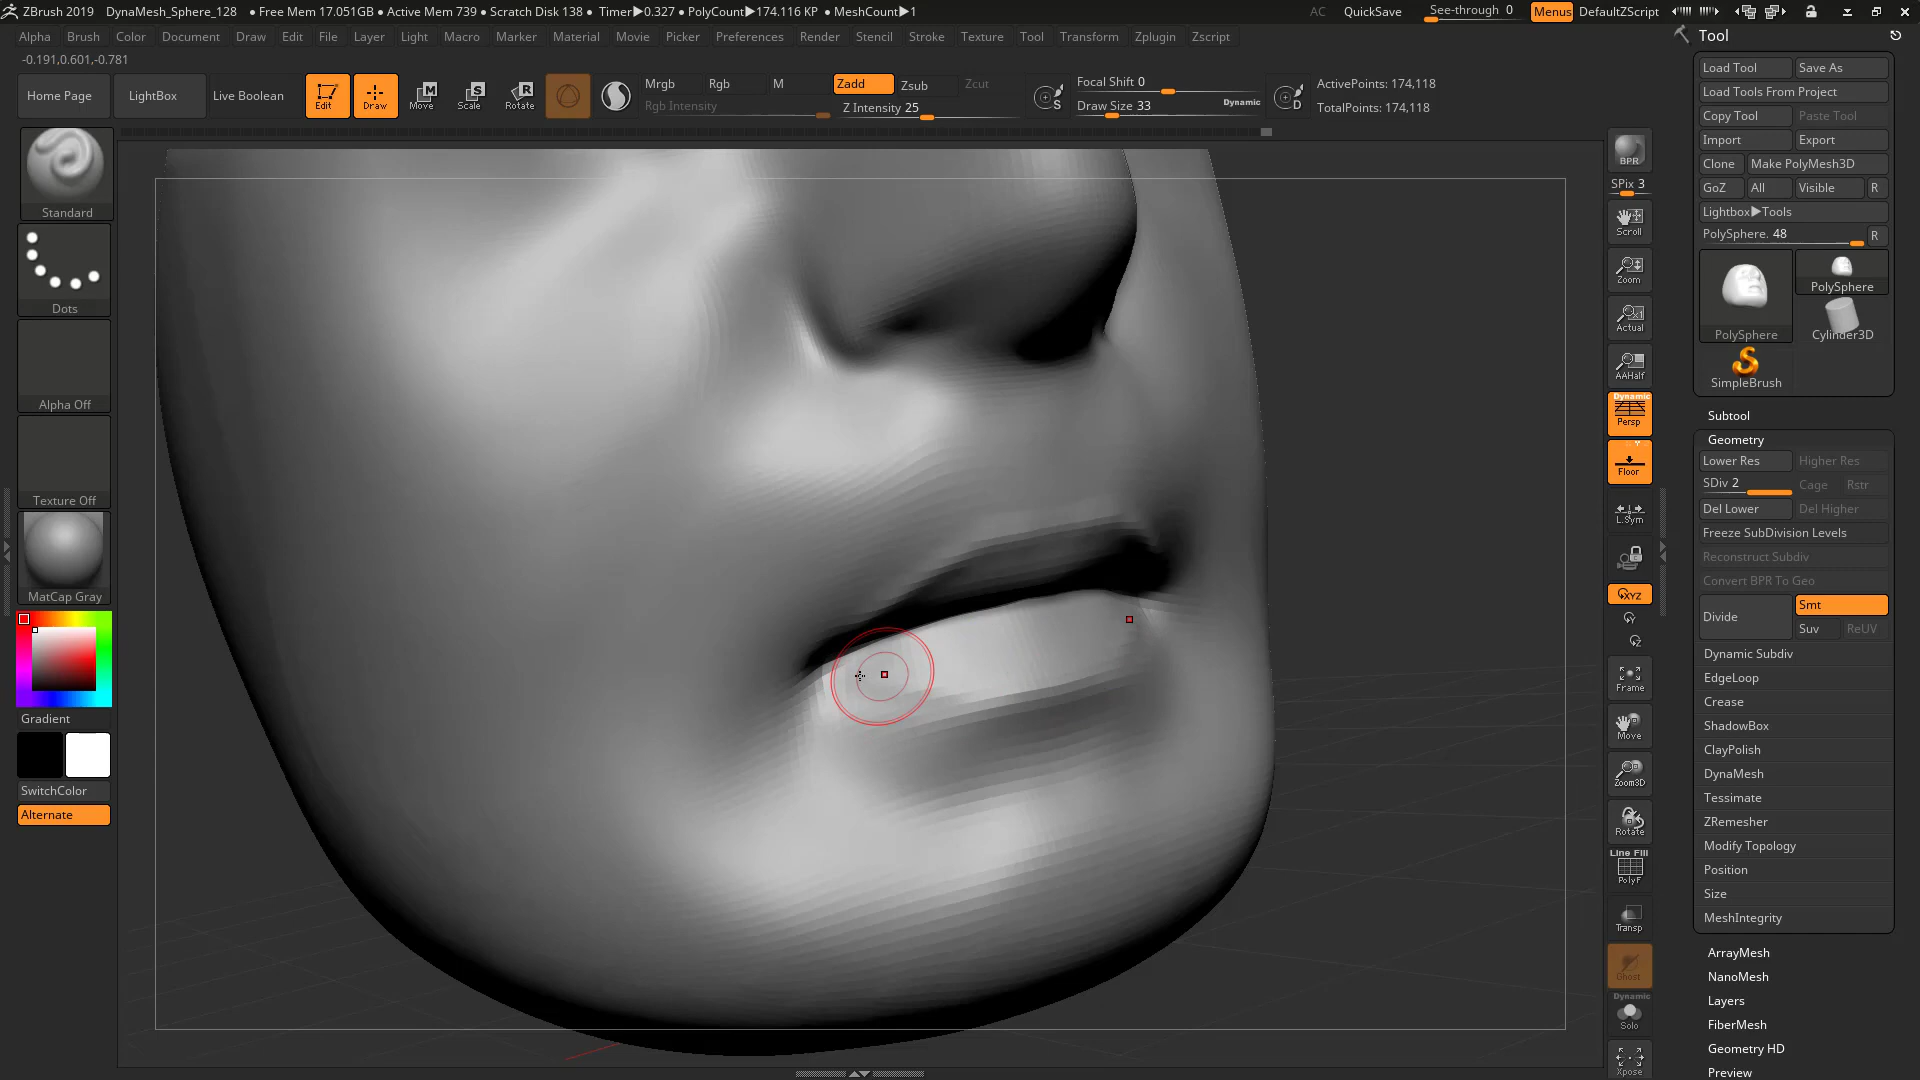 ZBrush 2019 DynaMesh_Sphere_128 • Free Mem 17.051GB • Active Mem 739 • Scratch Disk 138 • Timer▶0.327 • PolyCount▶174.116 KP • MeshCount▶1 AC QuickSave See-through 0 Menus DefaultZScript
Alpha Brush Color Document Draw Edit File Layer Light Macro Marker Material Movie Picker Preferences Render Stencil Stroke Texture Tool Transform Zplugin Zscript
-0.191,0.601,-0.781
Home Page LightBox Live Boolean Edit Draw Move Scale Rotate
M S R
Mrgb Rgb M Zadd Zsub Zcut
Rgb Intensity Z Intensity 25
S Focal Shift 0
Draw Size 33 Dynamic
D ActivePoints: 174,118
TotalPoints: 174,118
Standard
Dots
Alpha Off
Texture Off
MatCap Gray
Gradient
SwitchColor
Alternate
BPR
SPix 3
Scroll
Zoom
Actual
AAHalf
Dynamic
Persp
Floor
L.Sym
XYZ
Frame
Move
Zoom3D
Rotate
Line Fill
PolyF
Transp
Ghost
Dynamic
Solo
Xpose
Tool
Load Tool Save As
Load Tools From Project
Copy Tool Paste Tool
Import Export
Clone Make PolyMesh3D
GoZ All Visible R
Lightbox▶Tools
PolySphere. 48 R
PolySphere PolySphere
Cylinder3D
SimpleBrush
Subtool
Geometry
Lower Res Higher Res
SDiv 2 Cage Rstr
Del Lower Del Higher
Freeze SubDivision Levels
Reconstruct Subdiv
Convert BPR To Geo
Divide Smt
Suv ReUV
Dynamic Subdiv
EdgeLoop
Crease
ShadowBox
ClayPolish
DynaMesh
Tessimate
ZRemesher
Modify Topology
Position
Size
MeshIntegrity
ArrayMesh
NanoMesh
Layers
FiberMesh
Geometry HD
Preview